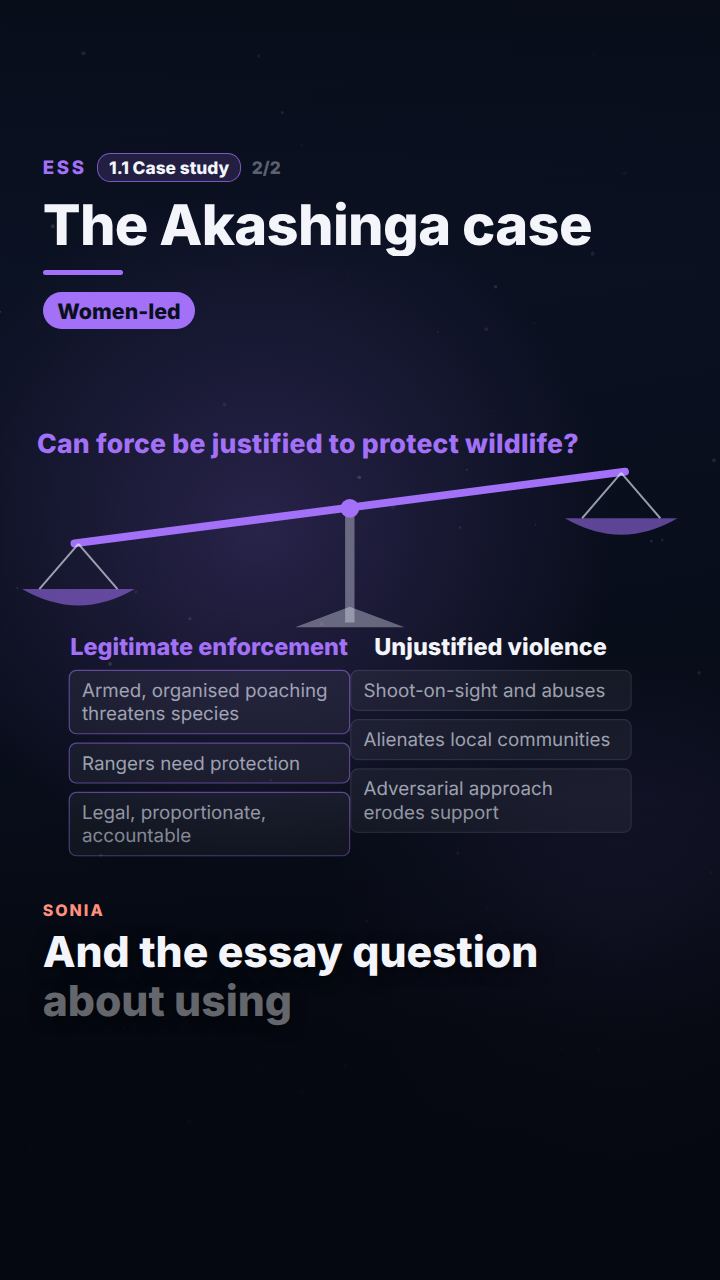 ESS 1.1 Case study 2/2
The Akashinga case
Women-led
Can force be justified to protect wildlife?
Legitimate enforcement
Armed, organised poaching
threatens species
Rangers need protection
Legal, proportionate,
accountable
Unjustified violence
Shoot-on-sight and abuses
Alienates local communities
Adversarial approach
erodes support
SONIA
And the essay question
about using